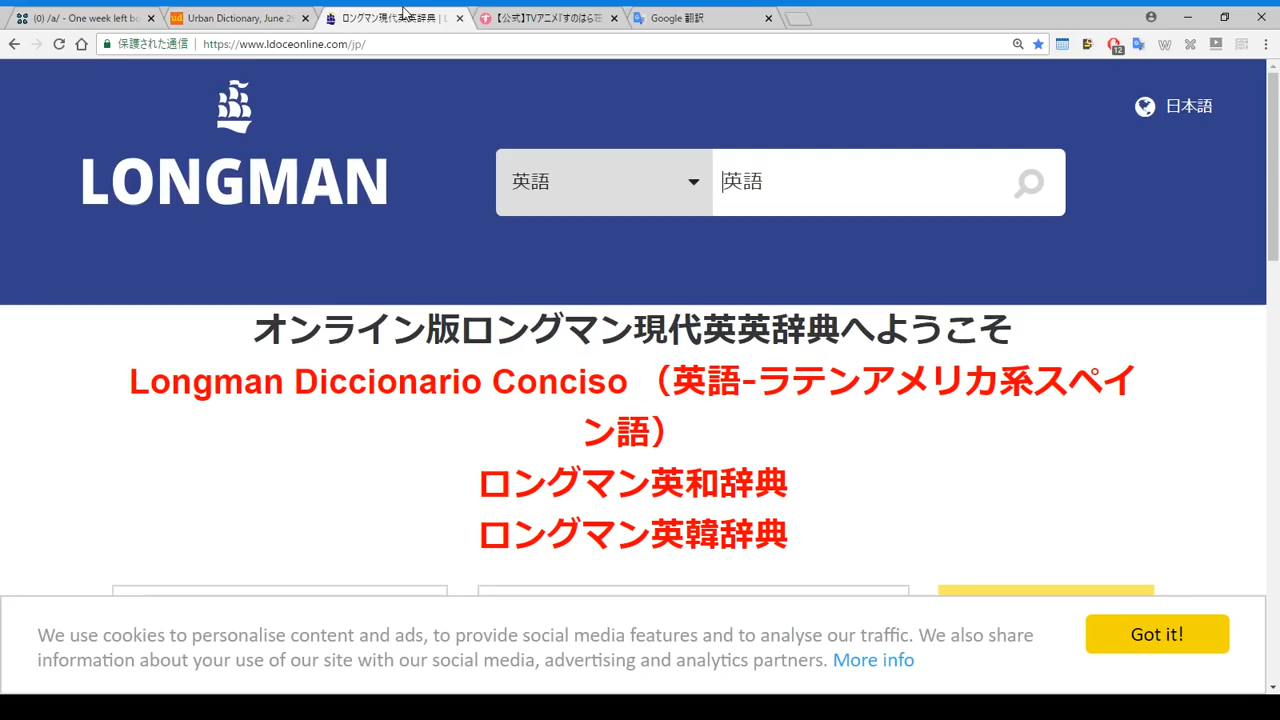 (0) /a/ - One week left bo
Urban Dictionary, June 2
ロングマン現代英英辞典 | L
【公式】TVアニメ『すのはら荘
Google 翻訳
保護された通信
https://www.ldoceonline.com/jp/
12
日本語
LONGMAN
英語
英語
オンライン版ロングマン現代英英辞典へようこそ
Longman Diccionario Conciso （英語-ラテンアメリカ系スペイ
ン語）
ロングマン英和辞典
ロングマン英韓辞典
We use cookies to personalise content and ads, to provide social media features and to analyse our traffic. We also share
information about your use of our site with our social media, advertising and analytics partners. More info
Got it!